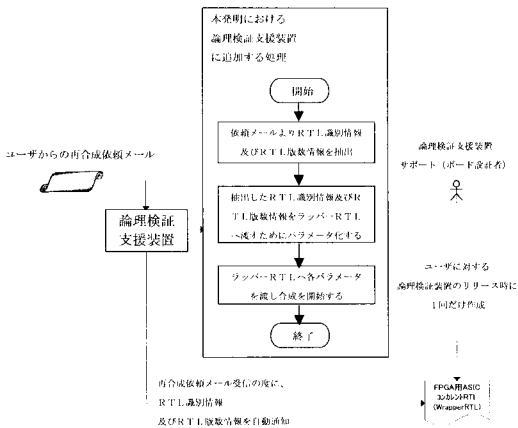 本発明における
論理検証支援装置
に追加する処理
開始
依頼メールよりＲＴＬ識別情報
及びＲＴＬ版数情報を抽出
ユーザからの再合成依頼メール
論理検証支援装置
サポート（ボード設計者）
抽出したＲＴＬ識別情報及びＲ
ＴＬ版数情報をラッパーＲＴＬ
へ渡すためにパラメータ化する
論理検証
支援装置
ラッパーＲＴＬへ各パラメータ
を渡し合成を開始する
ユーザに対する
論理検証装置のリリース時に
１回だけ作成
終了
再合成依頼メール受信の度に、
ＲＴＬ識別情報
及びＲＴＬ版数情報を自動通知
FPGA用ASIC
コンカレントRTL
(WrapperRTL)